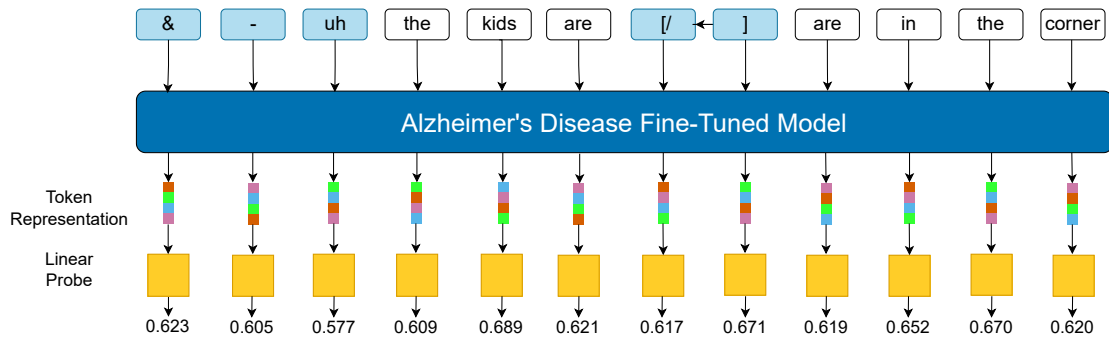 & - uh the kids are [/ ] are in the corner
Alzheimer's Disease Fine-Tuned Model
Token
Representation
Linear
Probe
0.623 0.605 0.577 0.609 0.689 0.621 0.617 0.671 0.619 0.652 0.670 0.620